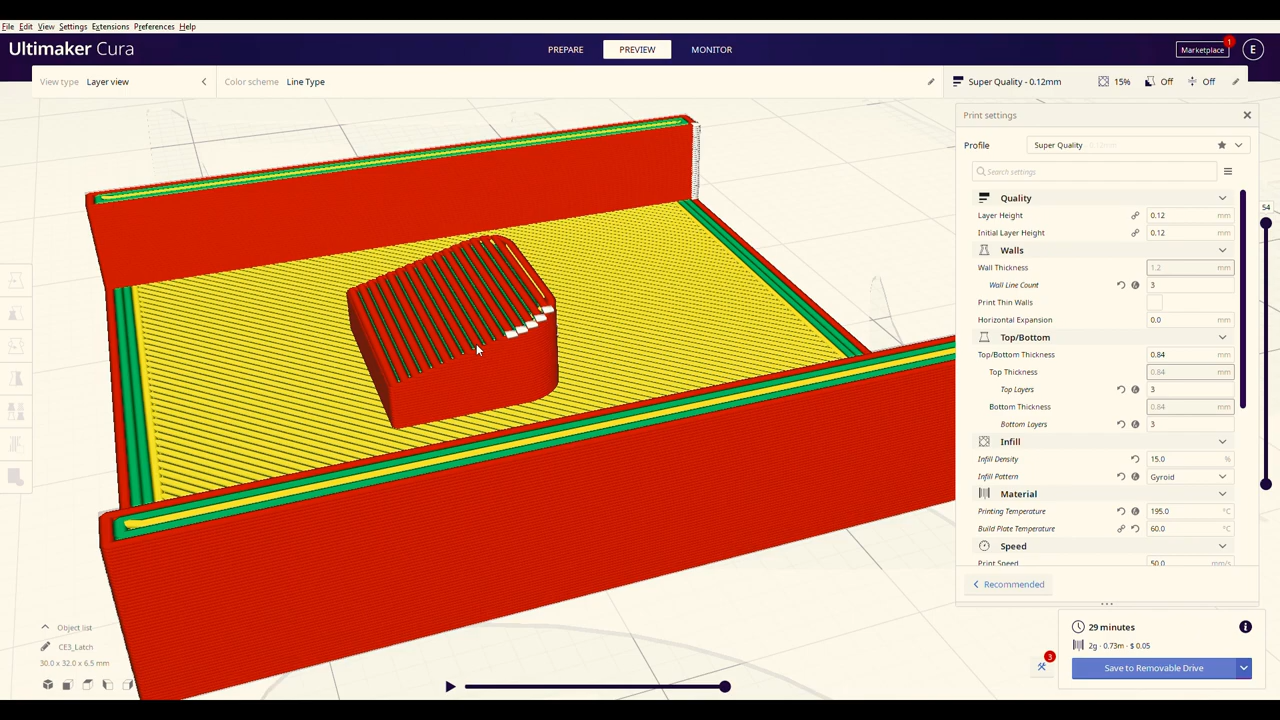 File Edit View Settings Extensions Preferences Help
Ultimaker Cura
PREPARE PREVIEW MONITOR
Marketplace 1 E
View type Layer view
Color scheme Line Type
Super Quality - 0.12mm 15% Off Off
Print settings
Profile Super Quality
Search settings
Quality
Layer Height 0.12 mm
Initial Layer Height 0.12 mm
Walls
Wall Thickness 1.2 mm
Wall Line Count 3
Print Thin Walls
Horizontal Expansion 0.0 mm
Top/Bottom
Top/Bottom Thickness 0.84 mm
Top Thickness 0.84 mm
Top Layers 3
Bottom Thickness 0.84 mm
Bottom Layers 3
Infill
Infill Density 15.0 %
Infill Pattern Gyroid
Material
Printing Temperature 195.0 °C
Build Plate Temperature 60.0 °C
Speed
Print Speed 50.0 mm/s
Recommended
54
Object list
CE3_Latch
30.0 x 32.0 x 6.5 mm
29 minutes
2g · 0.73m · $ 0.05
3
Save to Removable Drive